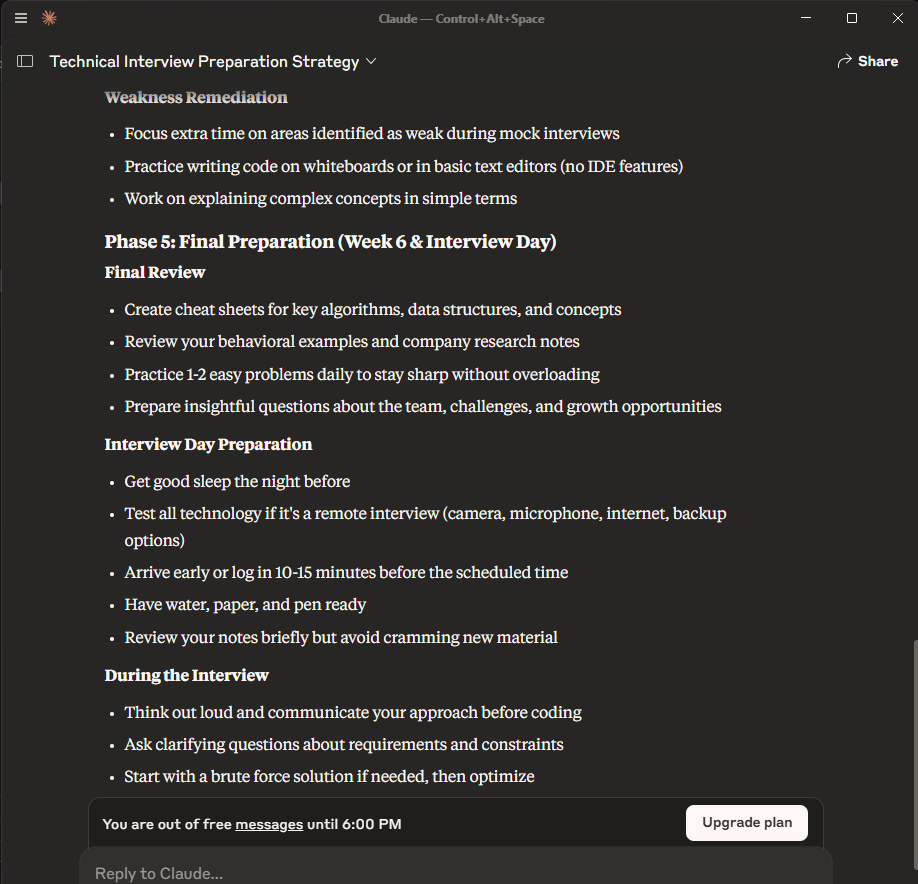 Claude — Control+Alt+Space
Technical Interview Preparation Strategy
Share
Weakness Remediation
• Focus extra time on areas identified as weak during mock interviews
• Practice writing code on whiteboards or in basic text editors (no IDE features)
• Work on explaining complex concepts in simple terms
Phase 5: Final Preparation (Week 6 & Interview Day)
Final Review
• Create cheat sheets for key algorithms, data structures, and concepts
• Review your behavioral examples and company research notes
• Practice 1-2 easy problems daily to stay sharp without overloading
• Prepare insightful questions about the team, challenges, and growth opportunities
Interview Day Preparation
• Get good sleep the night before
• Test all technology if it's a remote interview (camera, microphone, internet, backup
options)
• Arrive early or log in 10-15 minutes before the scheduled time
• Have water, paper, and pen ready
• Review your notes briefly but avoid cramming new material
During the Interview
• Think out loud and communicate your approach before coding
• Ask clarifying questions about requirements and constraints
• Start with a brute force solution if needed, then optimize
You are out of free messages until 6:00 PM
Upgrade plan
Reply to Claude...